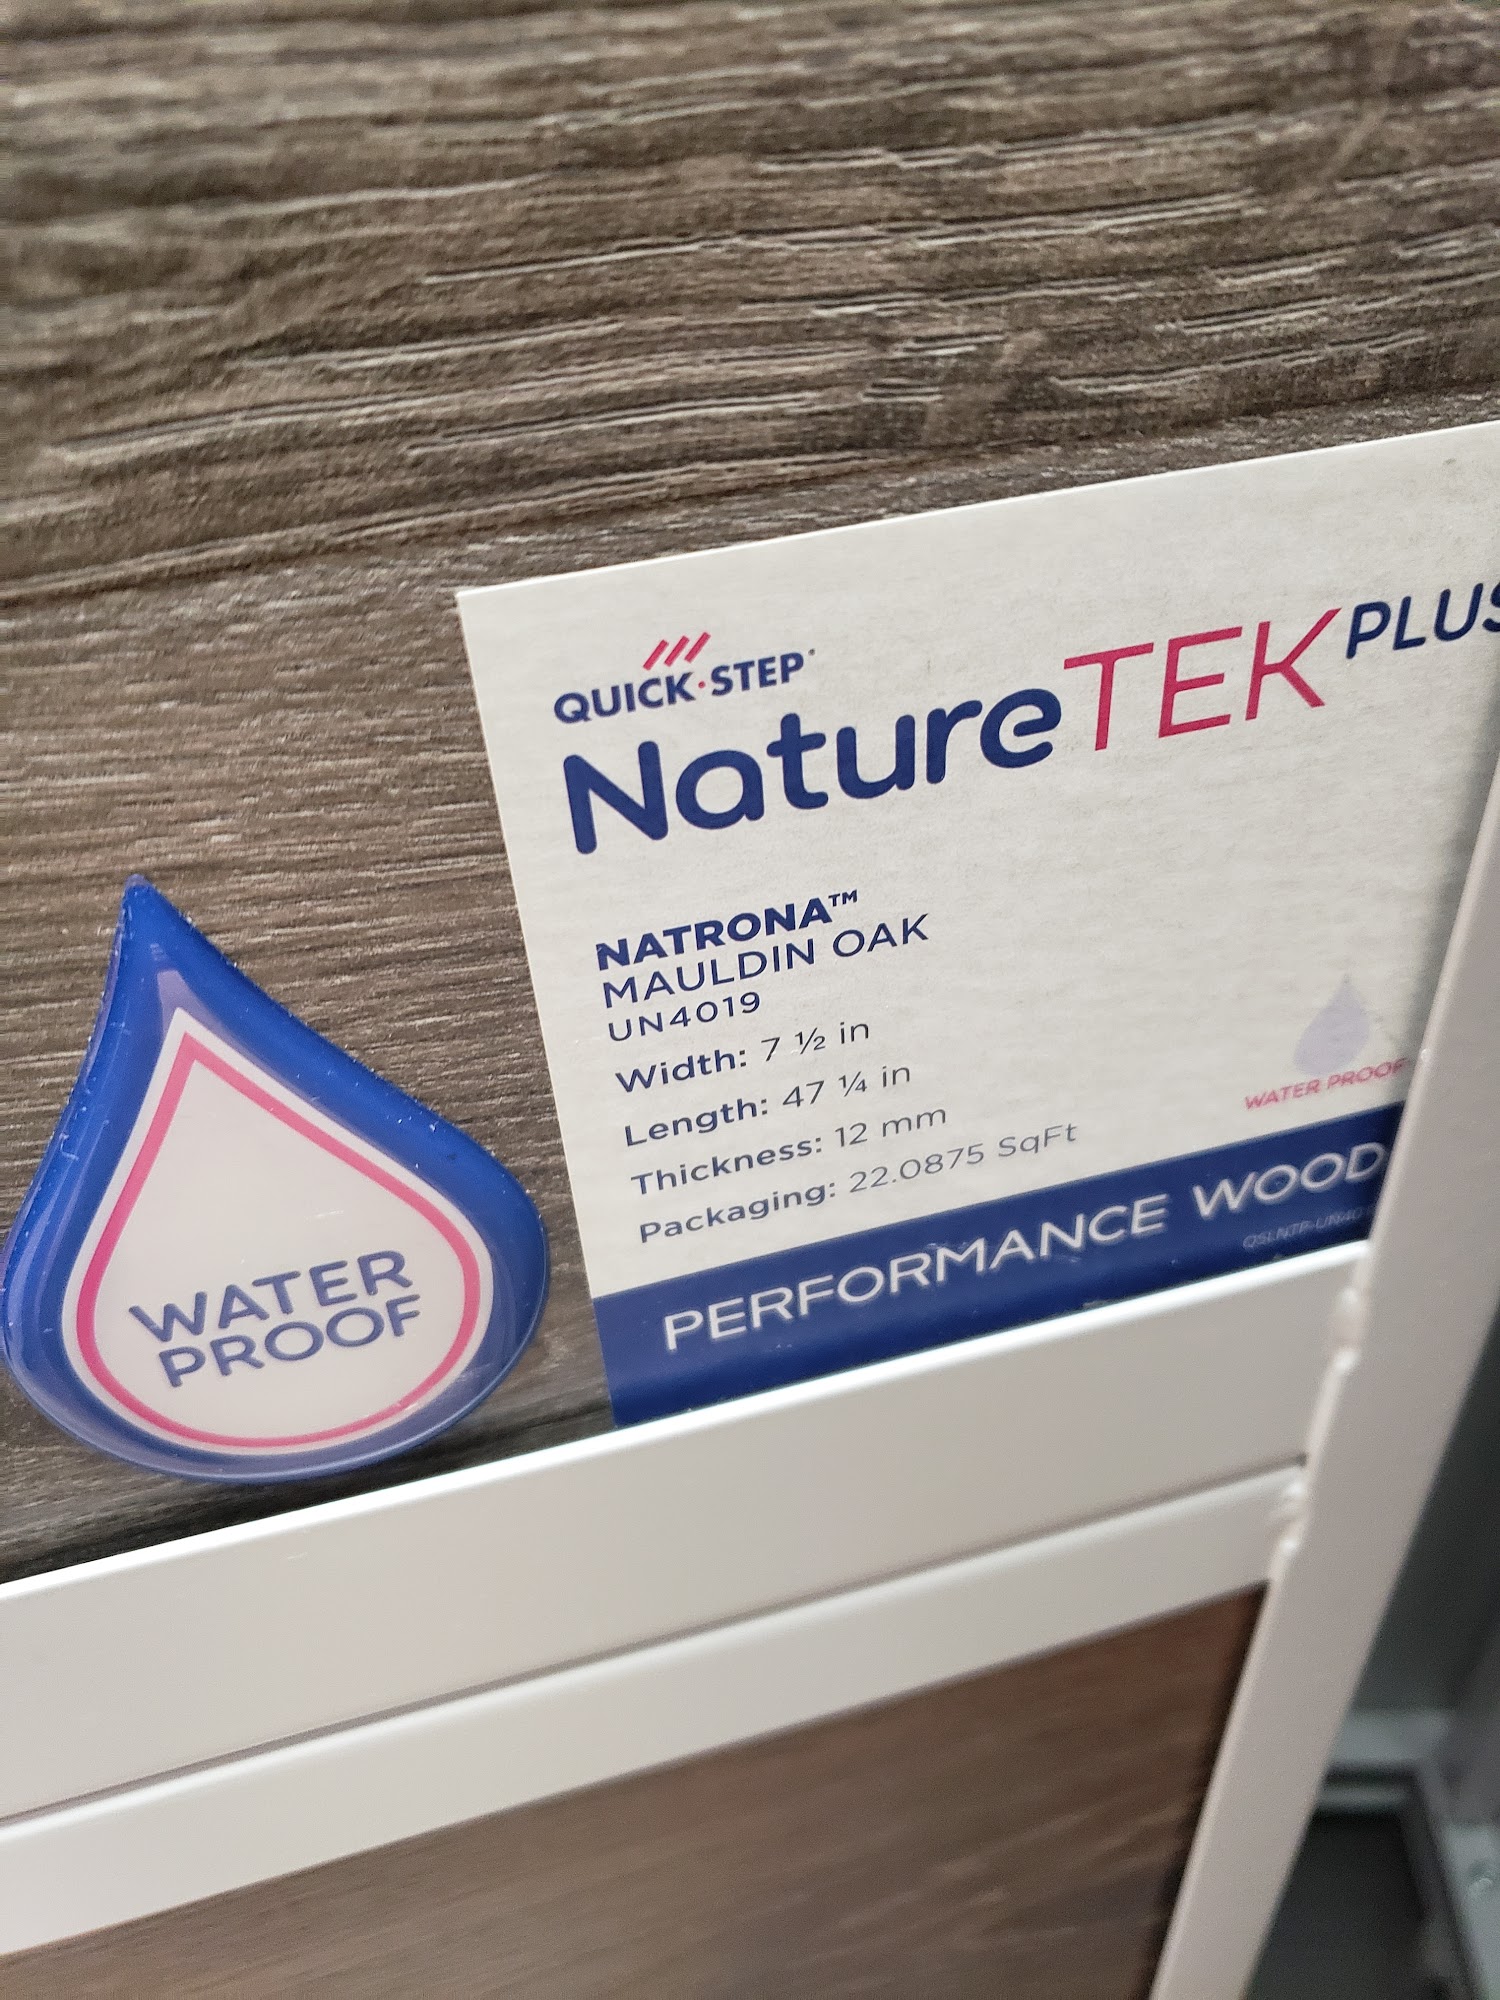 QUICK·STEP
NatureTEK PLUS
NATRONA™
MAULDIN OAK
UN4019
Width: 7 ½ in
Length: 47 ¼ in
Thickness: 12 mm
Packaging: 22.0875 SqFt
WATER PROOF
PERFORMANCE WOOD
WATER
PROOF